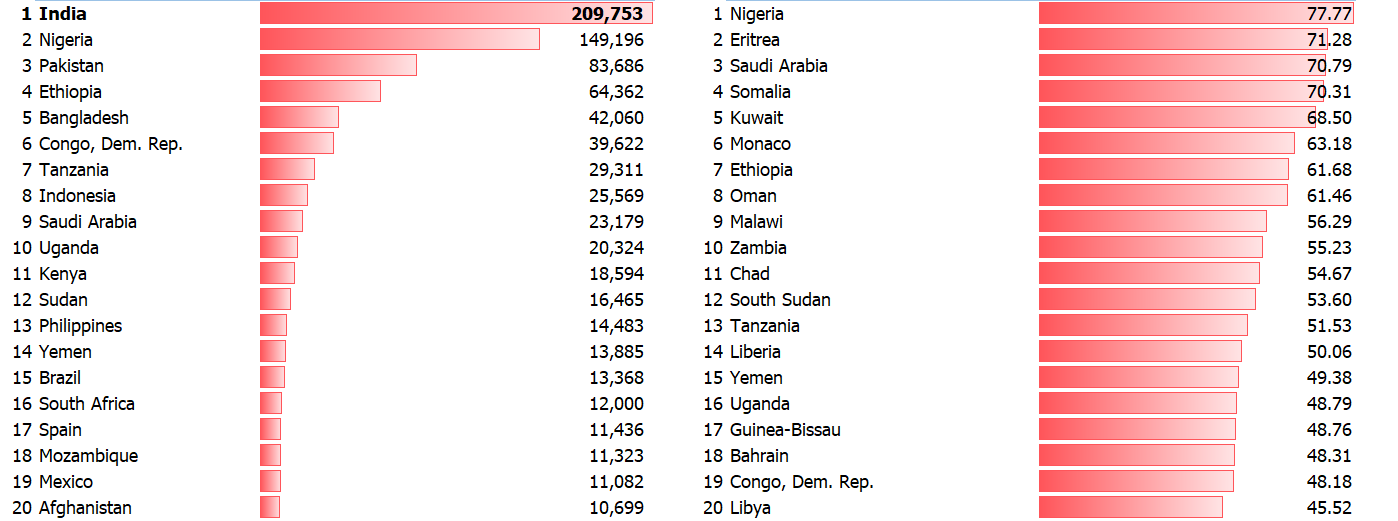 1 India 209,753
2 Nigeria 149,196
3 Pakistan 83,686
4 Ethiopia 64,362
5 Bangladesh 42,060
6 Congo, Dem. Rep. 39,622
7 Tanzania 29,311
8 Indonesia 25,569
9 Saudi Arabia 23,179
10 Uganda 20,324
11 Kenya 18,594
12 Sudan 16,465
13 Philippines 14,483
14 Yemen 13,885
15 Brazil 13,368
16 South Africa 12,000
17 Spain 11,436
18 Mozambique 11,323
19 Mexico 11,082
20 Afghanistan 10,699
1 Nigeria 77.77
2 Eritrea 71.28
3 Saudi Arabia 70.79
4 Somalia 70.31
5 Kuwait 68.50
6 Monaco 63.18
7 Ethiopia 61.68
8 Oman 61.46
9 Malawi 56.29
10 Zambia 55.23
11 Chad 54.67
12 South Sudan 53.60
13 Tanzania 51.53
14 Liberia 50.06
15 Yemen 49.38
16 Uganda 48.79
17 Guinea-Bissau 48.76
18 Bahrain 48.31
19 Congo, Dem. Rep. 48.18
20 Libya 45.52